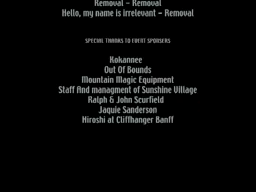 Removal - Removal
Hello, my name is irrelevant - Removal
SPECIAL THANKS TO EVENT SPONSERS
Kokannee
Out Of Bounds
Mountain Magic Equipment
Staff And managment of Sunshine Village
Ralph & John Scurfield
Jaquie Sanderson
Hiroshi at Cliffhanger Banff